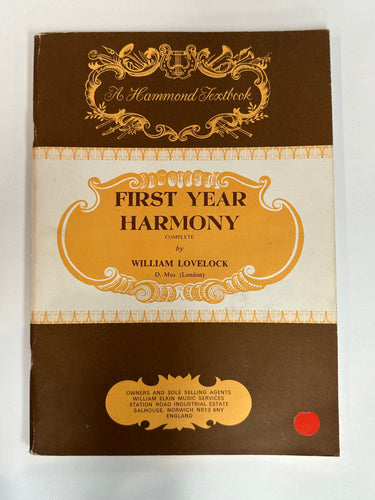 A Hammond Textbook
FIRST YEAR
HARMONY
COMPLETE
by
WILLIAM LOVELOCK
D. Mus. (London)
OWNERS AND SOLE SELLING AGENTS
WILLIAM ELKIN MUSIC SERVICES
STATION ROAD INDUSTRIAL ESTATE
SALHOUSE, NORWICH NR13 6NY
ENGLAND